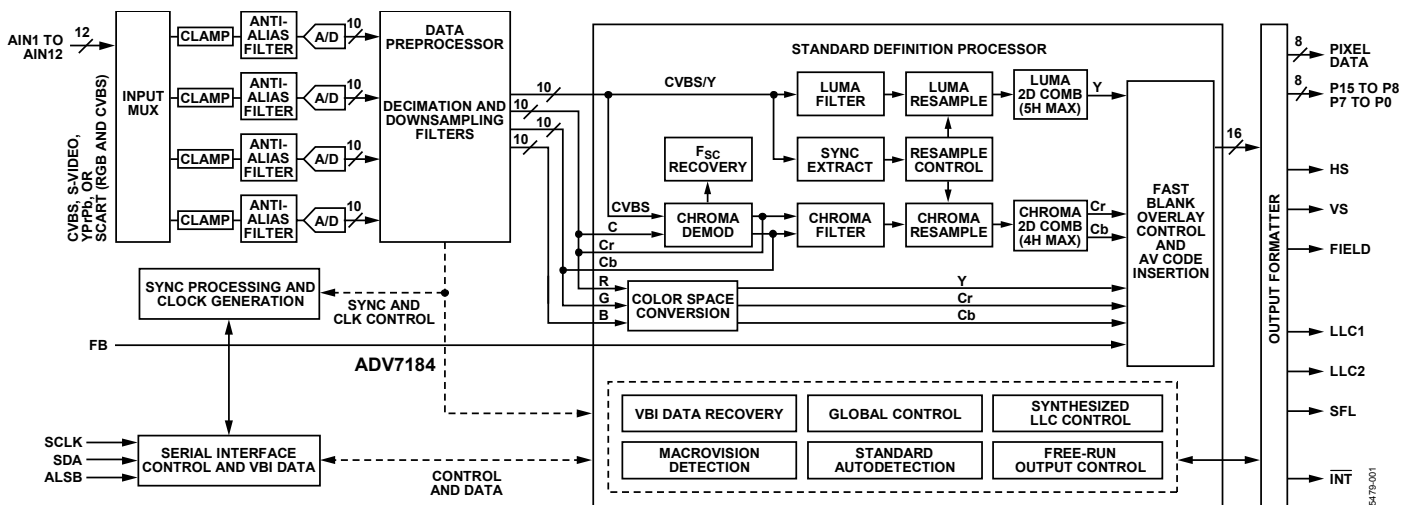 AIN1 TO
AIN12
12
INPUT
MUX
CVBS, S-VIDEO,
YPrPb, OR
SCART (RGB AND CVBS)
CLAMP
ANTI-
ALIAS
FILTER
A/D
10
CLAMP
ANTI-
ALIAS
FILTER
A/D
10
CLAMP
ANTI-
ALIAS
FILTER
A/D
10
CLAMP
ANTI-
ALIAS
FILTER
A/D
10
DATA
PREPROCESSOR
DECIMATION AND
DOWNSAMPLING
FILTERS
10
10
10
10
STANDARD DEFINITION PROCESSOR
CVBS/Y
LUMA
FILTER
LUMA
RESAMPLE
LUMA
2D COMB
(5H MAX)
Y
FSC
RECOVERY
SYNC
EXTRACT
RESAMPLE
CONTROL
CVBS
C
Cr
Cb
CHROMA
DEMOD
CHROMA
FILTER
CHROMA
RESAMPLE
CHROMA
2D COMB
(4H MAX)
Cr
Cb
R
G
B
COLOR SPACE
CONVERSION
Y
Cr
Cb
FAST
BLANK
OVERLAY
CONTROL
AND
AV CODE
INSERTION
16
OUTPUT FORMATTER
8
PIXEL
DATA
8
P15 TO P8
P7 TO P0
HS
VS
FIELD
LLC1
LLC2
SFL
INT
SYNC PROCESSING AND
CLOCK GENERATION
SYNC AND
CLK CONTROL
FB
ADV7184
SCLK
SDA
ALSB
SERIAL INTERFACE
CONTROL AND VBI DATA
CONTROL
AND DATA
VBI DATA RECOVERY
GLOBAL CONTROL
SYNTHESIZED
LLC CONTROL
MACROVISION
DETECTION
STANDARD
AUTODETECTION
FREE-RUN
OUTPUT CONTROL
5479-001